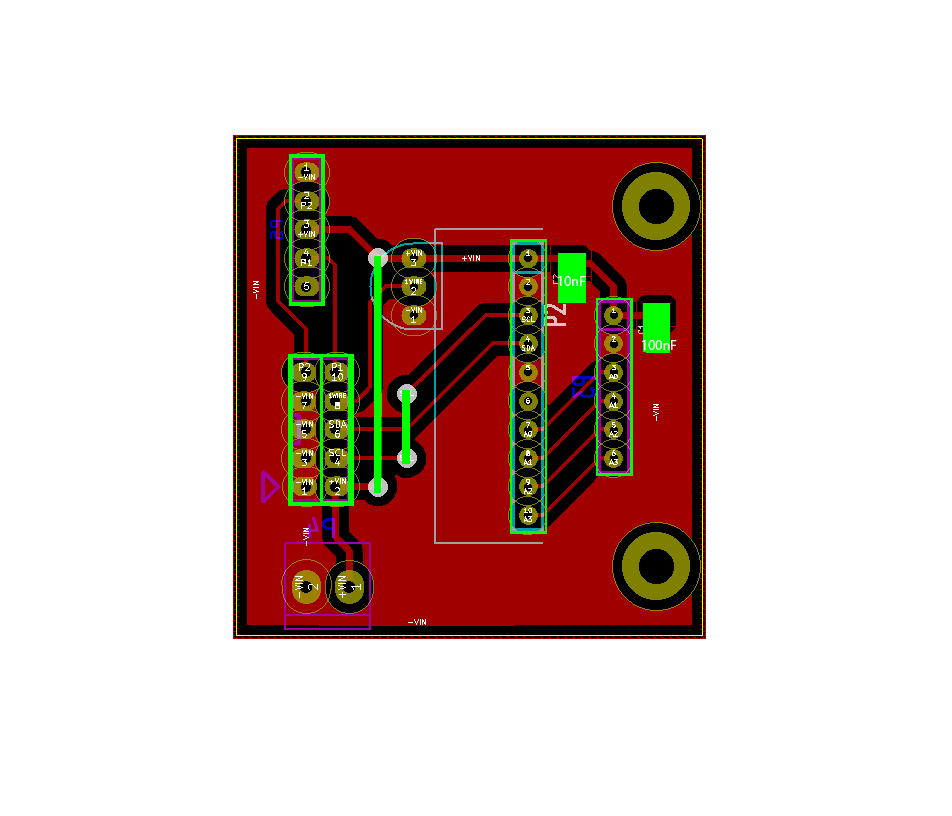 1
-VIN
2
P2
3
+VIN
4
P1
5
-VIN
+VIN
3
1WIRE
2
-VIN
1
+VIN
1
2
3
SCL
4
SDA
5
6
7
A0
8
A1
9
A2
10
A3
P2
10nF
C1
100nF
1
2
3
A0
4
A1
5
A2
6
A3
-VIN
P2
9
P1
10
-VIN
7
1WIRE
8
-VIN
5
SDA
6
-VIN
3
SCL
4
-VIN
1
+VIN
2
P4
-VIN
-VIN
2
+VIN
1
-VIN